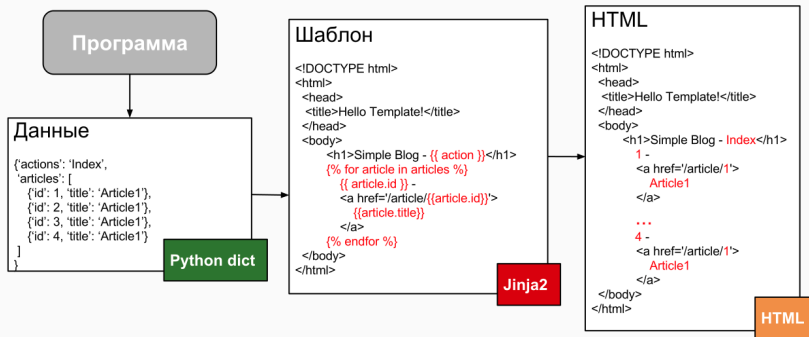 Программа
Данные
{‘actions’: ‘Index’,
‘articles’: [
{‘id’: 1, ‘title’: ‘Article1’},
{‘id’: 2, ‘title’: ‘Article1’},
{‘id’: 3, ‘title’: ‘Article1’},
{‘id’: 4, ‘title’: ‘Article1’}
]
}
Python dict
Шаблон
<!DOCTYPE html>
<html>
<head>
<title>Hello Template!</title>
</head>
<body>
<h1>Simple Blog - {{ action }}</h1>
{% for article in articles %}
{{ article.id }} -
<a href='/article/{{article.id}}'>
{{article.title}}
</a>
{% endfor %}
</body>
</html>
Jinja2
HTML
<!DOCTYPE html>
<html>
<head>
<title>Hello Template!</title>
</head>
<body>
<h1>Simple Blog - Index</h1>
1 -
<a href='/article/1'>
Article1
</a>
...
4 -
<a href='/article/1'>
Article1
</a>
</body>
</html>
HTML